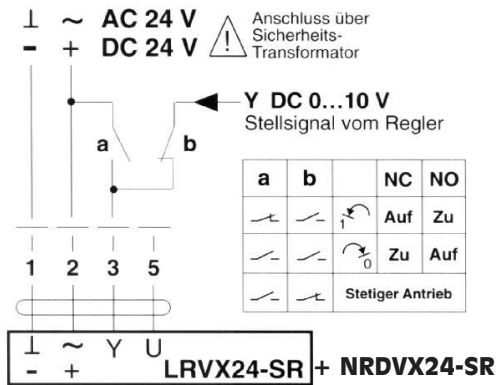 ⊥ ~ AC 24 V
- + DC 24 V
! Anschluss über
Sicherheits-
Transformator
Y DC 0...10 V
Stellsignal vom Regler
a b
a b NC NO
1 Auf Zu
0 Zu Auf
Stetiger Antrieb
1 2 3 5
⊥ ~ Y U
- +
LRVX24-SR + NRDVX24-SR